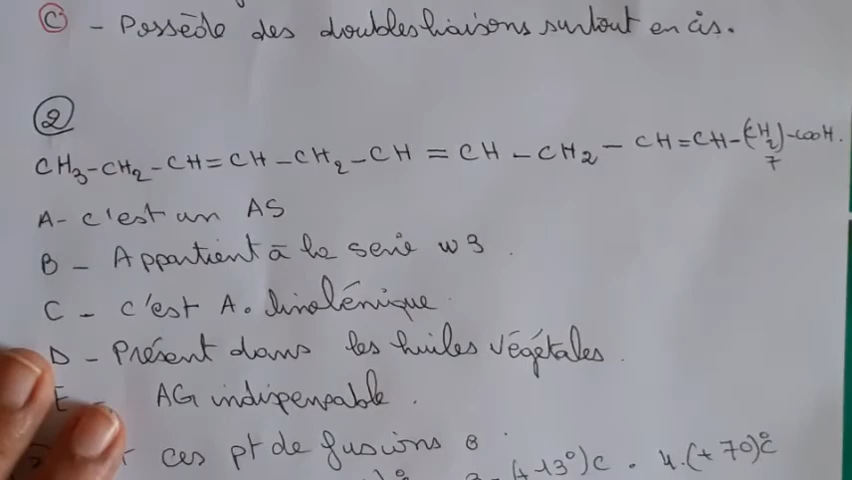 C - Possède des doubles liaisons surtout en cis.
2
CH3-CH2-CH=CH-CH2-CH=CH-CH2-CH=CH-(CH2)7-COOH.
A- c'est un AS
B - Appartient à la serie w3.
C - c'est A. linolénique.
D - Présent dans les huiles végétales.
E - AG indispensable.
ces pt de fusions:
(+13°)c. 4.(+70)°c